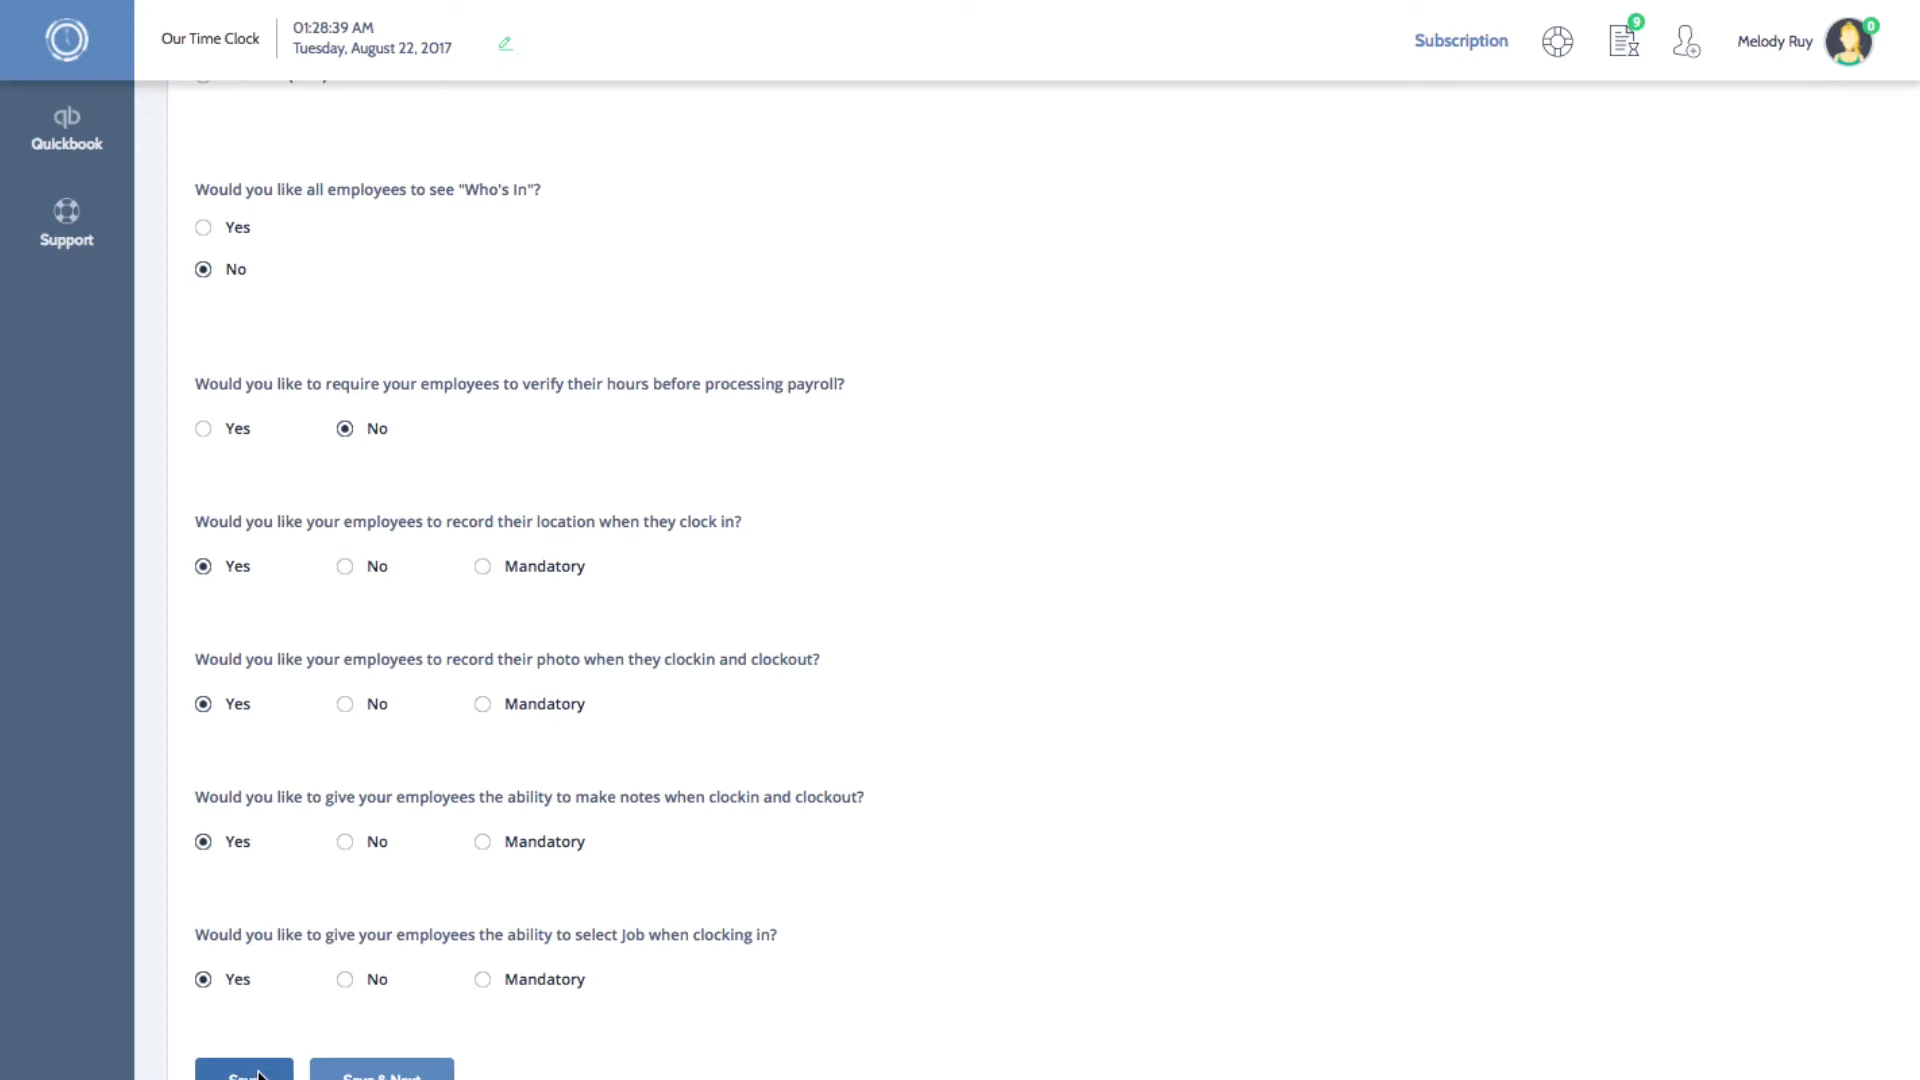 Our Time Clock
01:28:39 AM
Tuesday, August 22, 2017
Subscription
9
Melody Ruy
0
qb
Quickbook
Support
Would you like all employees to see "Who's In"?
Yes
No
Would you like to require your employees to verify their hours before processing payroll?
Yes No
Would you like your employees to record their location when they clock in?
Yes No Mandatory
Would you like your employees to record their photo when they clockin and clockout?
Yes No Mandatory
Would you like to give your employees the ability to make notes when clockin and clockout?
Yes No Mandatory
Would you like to give your employees the ability to select Job when clocking in?
Yes No Mandatory
Save & Next